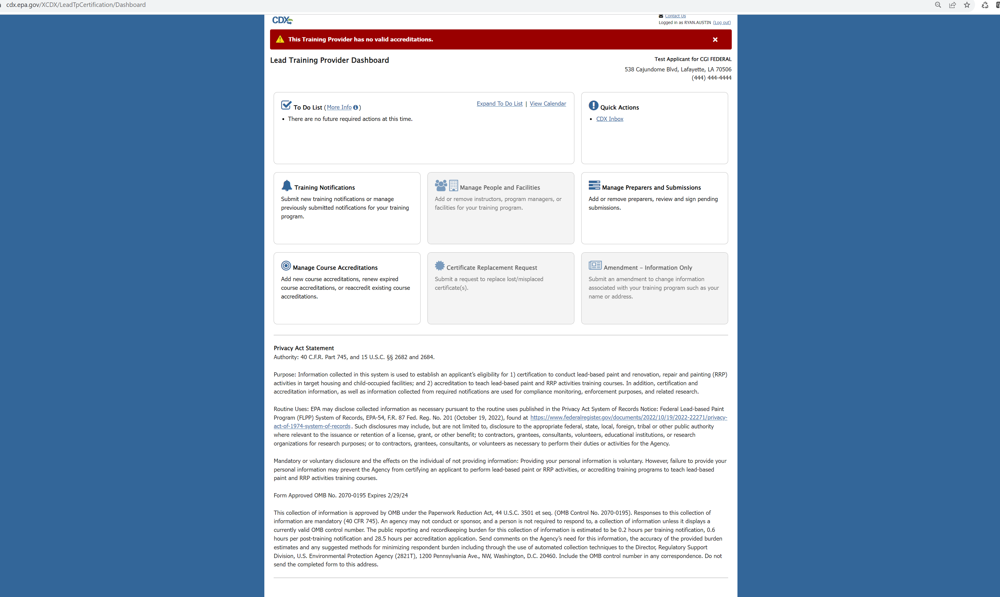 cdx.epa.gov/XCDX/LeadTpCertification/Dashboard
CDX
Contact Us
Logged in as RYAN.AUSTIN (Log out)
This Training Provider has no valid accreditations.
Lead Training Provider Dashboard
Test Applicant for CGI FEDERAL
538 Cajundome Blvd, Lafayette, LA 70506
(444) 444-4444
To Do List (More Info)
Expand To Do List | View Calendar
• There are no future required actions at this time.
Quick Actions
• CDX Inbox
Training Notifications
Submit new training notifications or manage
previously submitted notifications for your training
program.
Manage People and Facilities
Add or remove instructors, program managers, or
facilities for your training program.
Manage Preparers and Submissions
Add or remove preparers, review and sign pending
submissions.
Manage Course Accreditations
Add new course accreditations, renew expired
course accreditations, or reaccredit existing course
accreditations.
Certificate Replacement Request
Submit a request to replace lost/misplaced
certificate(s).
Amendment – Information Only
Submit an amendment to change information
associated with your training program such as your
name or address.
Privacy Act Statement
Authority: 40 C.F.R. Part 745, and 15 U.S.C. §§ 2682 and 2684.
Purpose: Information collected in this system is used to establish an applicant’s eligibility for 1) certification to conduct lead-based paint and renovation, repair and painting (RRP)
activities in target housing and child-occupied facilities; and 2) accreditation to teach lead-based paint and RRP activities training courses. In addition, certification and
accreditation information, as well as information collected from required notifications are used for compliance monitoring, enforcement purposes, and related research.
Routine Uses: EPA may disclose collected information as necessary pursuant to the routine uses published in the Privacy Act System of Records Notice: Federal Lead-based Paint
Program (FLPP) System of Records, EPA-54, F.R. 87 Fed. Reg. No. 201 (October 19, 2022), found at https://www.federalregister.gov/documents/2022/10/19/2022-22271/privacy-
act-of-1974-system-of-records. Such disclosures may include, but are not limited to, disclosure to the appropriate federal, state, local, foreign, tribal or other public authority
where relevant to the issuance or retention of a license, grant, or other benefit; to contractors, grantees, consultants, volunteers, educational institutions, or research
organizations for research purposes; or to contractors, grantees, consultants, or volunteers as necessary to perform their duties or activities for the Agency.
Mandatory or voluntary disclosure and the effects on the individual of not providing information: Providing your personal information is voluntary. However, failure to provide your
personal information may prevent the Agency from certifying an applicant to perform lead-based paint or RRP activities, or accrediting training programs to teach lead-based
paint and RRP activities training courses.
Form Approved OMB No. 2070-0195 Expires 2/29/24
This collection of information is approved by OMB under the Paperwork Reduction Act, 44 U.S.C. 3501 et seq. (OMB Control No. 2070-0195). Responses to this collection of
information are mandatory (40 CFR 745). An agency may not conduct or sponsor, and a person is not required to respond to, a collection of information unless it displays a
currently valid OMB control number. The public reporting and recordkeeping burden for this collection of information is estimated to be 0.2 hours per training notification, 0.6
hours per post-training notification and 28.5 hours per accreditation application. Send comments on the Agency’s need for this information, the accuracy of the provided burden
estimates and any suggested methods for minimizing respondent burden including through the use of automated collection techniques to the Director, Regulatory Support
Division, U.S. Environmental Protection Agency (2821T), 1200 Pennsylvania Ave., NW, Washington, D.C. 20460. Include the OMB control number in any correspondence. Do not
send the completed form to this address.